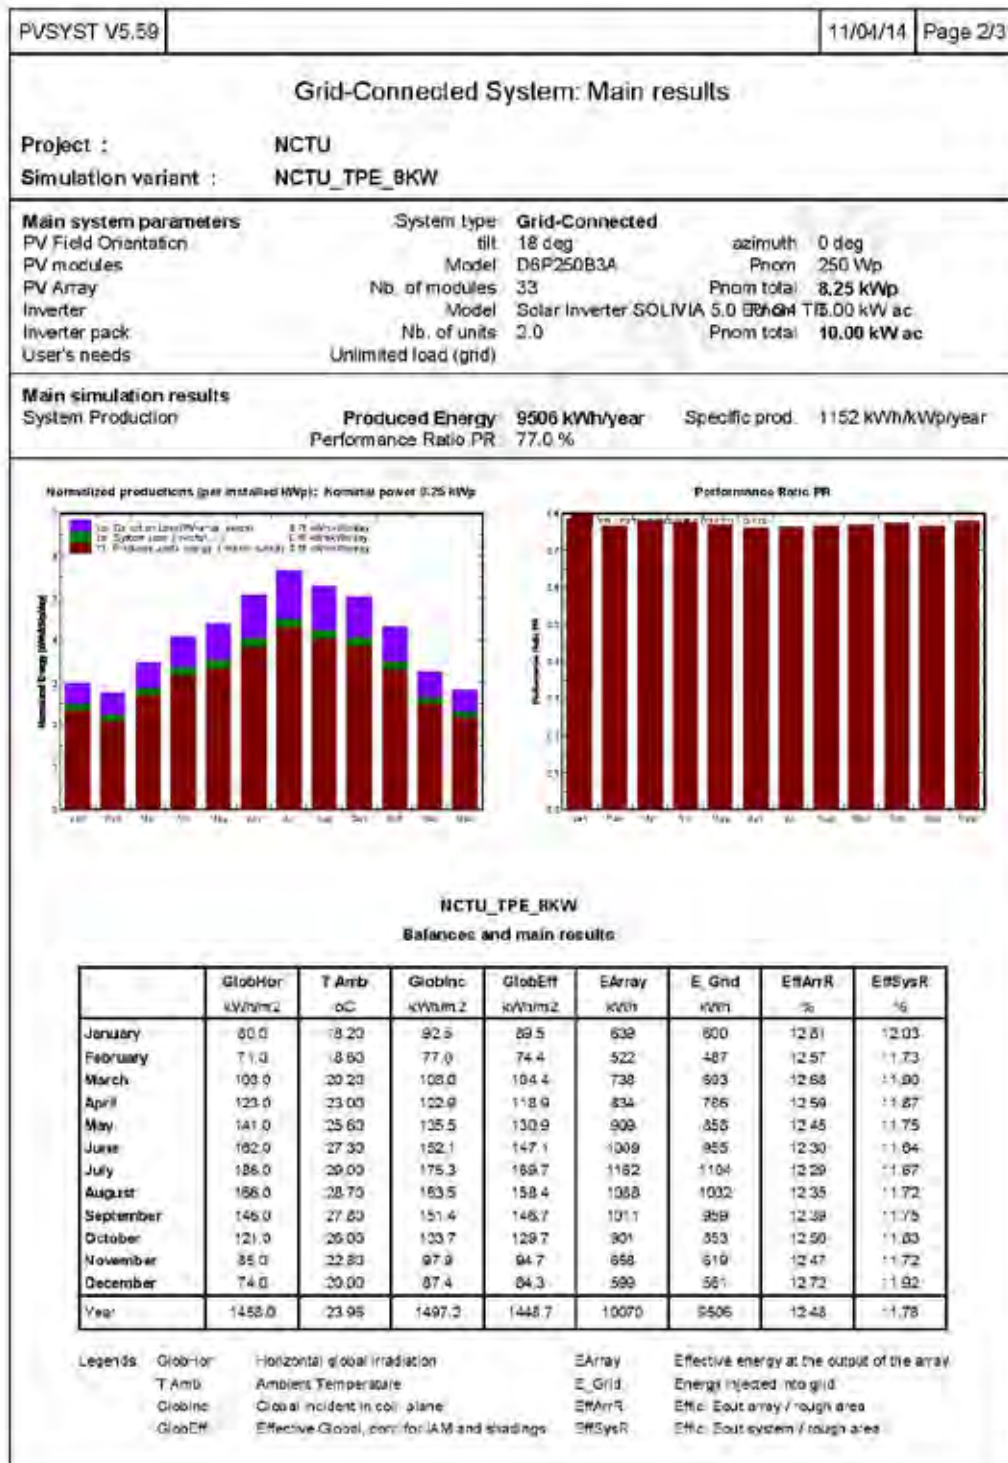 PVSYST V5.59 11/04/14 Page 2/3
Grid-Connected System: Main results
Project : NCTU
Simulation variant : NCTU_TPE_8KW
Main system parameters System type Grid-Connected
PV Field Orientation tilt 18 deg azimuth 0 deg
PV modules Model D6P250B3A Pnom 250 Wp
PV Array Nb. of modules 33 Pnom total 8.25 kWp
Inverter Model Solar Inverter SOLIVIA 5.0 5.00 kW ac
Inverter pack Nb. of units 2.0 Pnom total 10.00 kW ac
User's needs Unlimited load (grid)
Main simulation results
System Production Produced Energy 9506 kWh/year Specific prod. 1152 kWh/kWp/year
Performance Ratio PR 77.0 %
Normalized productions (per installed kWp): Nominal power 8.25 kWp
Performance Ratio PR
NCTU_TPE_8KW
Balances and main results
GlobHor T Amb GlobInc GlobEff EArray E_Grid EffArrR EffSysR
kWh/m2 °C kWh/m2 kWh/m2 kWh kWh % %
January 80.0 18.20 92.5 89.5 639 600 12.81 12.03
February 71.0 18.60 77.0 74.4 522 487 12.57 11.73
March 103.0 20.20 108.0 104.4 738 693 12.68 11.90
April 123.0 23.00 122.9 118.9 834 786 12.59 11.87
May 141.0 25.60 135.5 130.9 909 858 12.45 11.75
June 162.0 27.30 152.1 147.1 1009 955 12.30 11.64
July 186.0 29.00 175.3 169.7 1162 1104 12.29 11.67
August 166.0 28.70 163.5 158.4 1088 1032 12.35 11.72
September 146.0 27.80 151.4 146.7 1011 959 12.39 11.75
October 121.0 26.00 133.7 129.7 901 853 12.50 11.83
November 85.0 22.80 97.9 94.7 658 619 12.47 11.72
December 74.0 20.00 87.4 84.3 599 561 12.72 11.92
Year 1458.0 23.96 1497.2 1448.7 10070 9506 12.48 11.78
Legends: GlobHor Horizontal global irradiation EArray Effective energy at the output of the array
T Amb Ambient Temperature E_Grid Energy injected into grid
GlobInc Global incident in coll. plane EffArrR Effic. Eout array / rough area
GlobEff Effective Global, corr. for IAM and shadings EffSysR Effic. Eout system / rough area